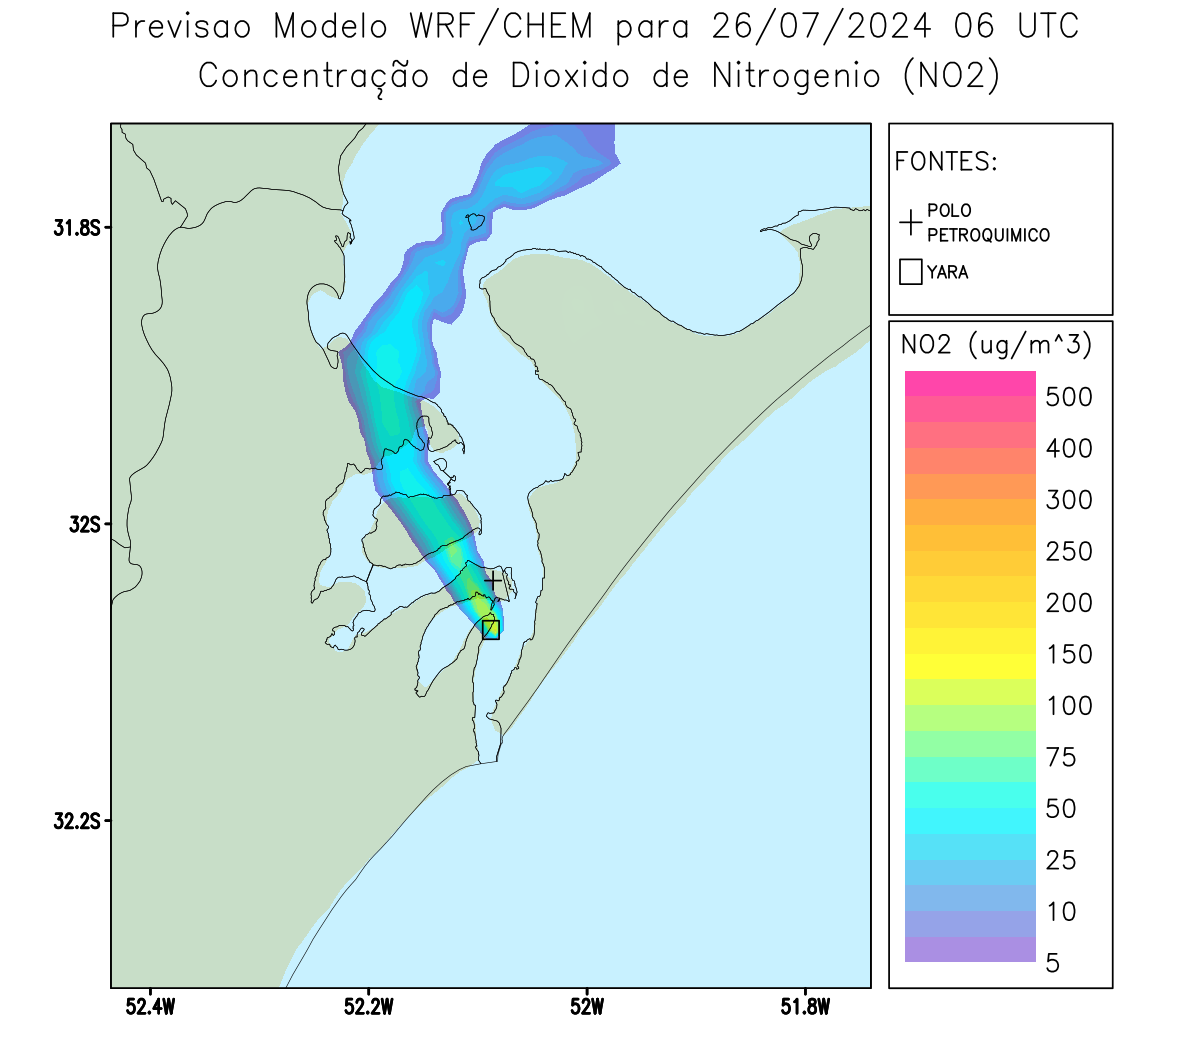 Previsao Modelo WRF/CHEM para 26/07/2024 06 UTC
Concentração de Dioxido de Nitrogenio (NO2)
FONTES:
POLO
PETROQUIMICO
YARA
NO2 (ug/m^3)
500
400
300
250
200
150
100
75
50
25
10
5
31.8S
32S
32.2S
52.4W
52.2W
52W
51.8W